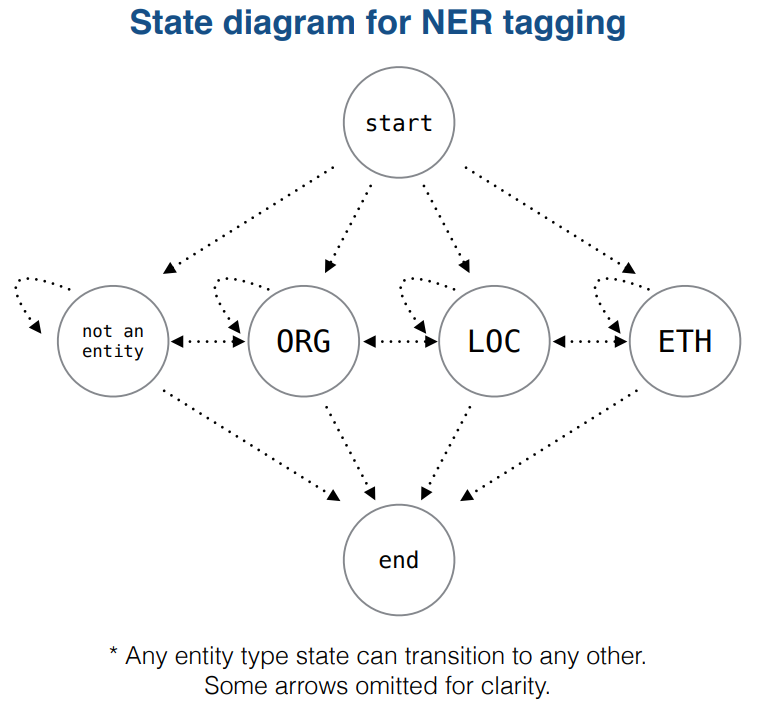 State diagram for NER tagging
start
not an
entity
ORG
LOC
ETH
end
* Any entity type state can transition to any other.
Some arrows omitted for clarity.